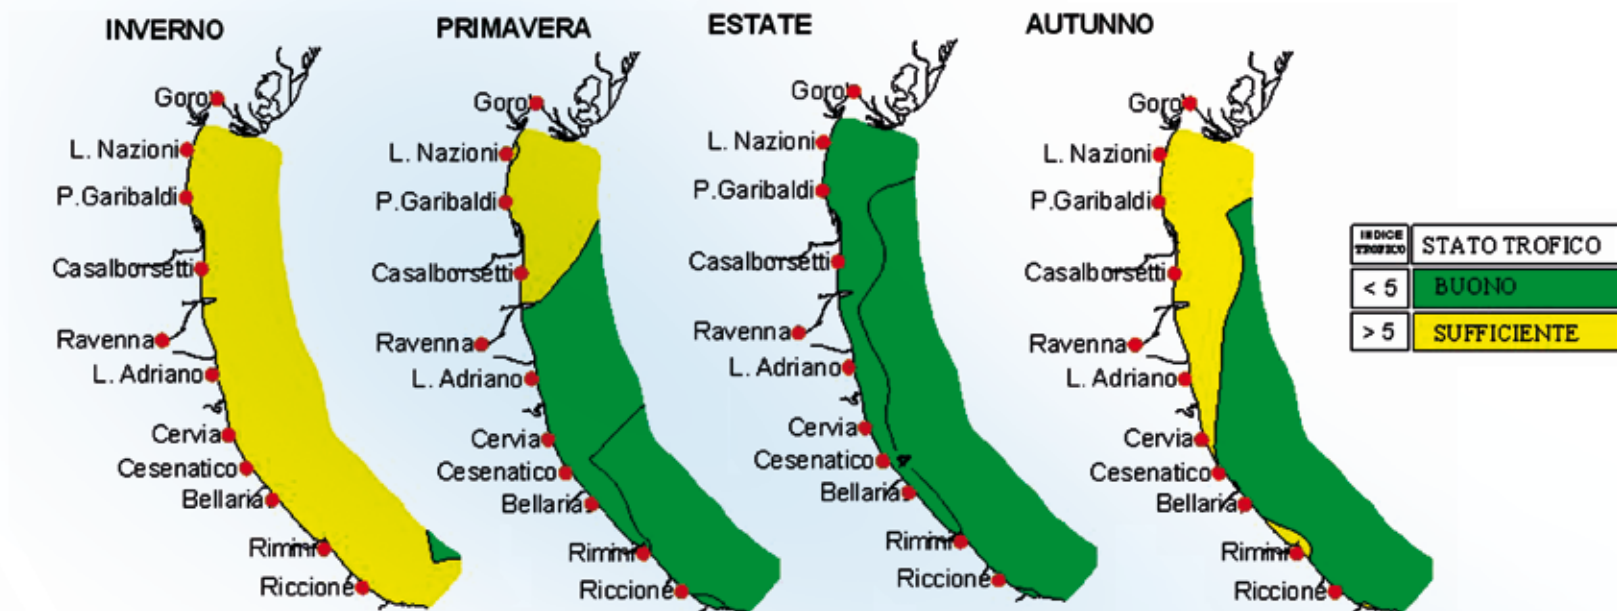 INVERNO
Goro
L. Nazioni
P.Garibaldi
Casalborsetti
Ravenna
L. Adriano
Cervia
Cesenatico
Bellaria
Rimini
Riccione
PRIMAVERA
Goro
L. Nazioni
P.Garibaldi
Casalborsetti
Ravenna
L. Adriano
Cervia
Cesenatico
Bellaria
Rimini
Riccione
ESTATE
Goro
L. Nazioni
P.Garibaldi
Casalborsetti
Ravenna
L. Adriano
Cervia
Cesenatico
4
Bellaria
Rimini
Riccione
AUTUNNO
Goro
L. Nazioni
P.Garibaldi
Casalborsetti
Ravenna
L. Adriano
Cervia
Cesenatico
Bellaria
Rimini
Riccione
INDICE TROFICO STATO TROFICO
< 5 BUONO
> 5 SUFFICIENTE